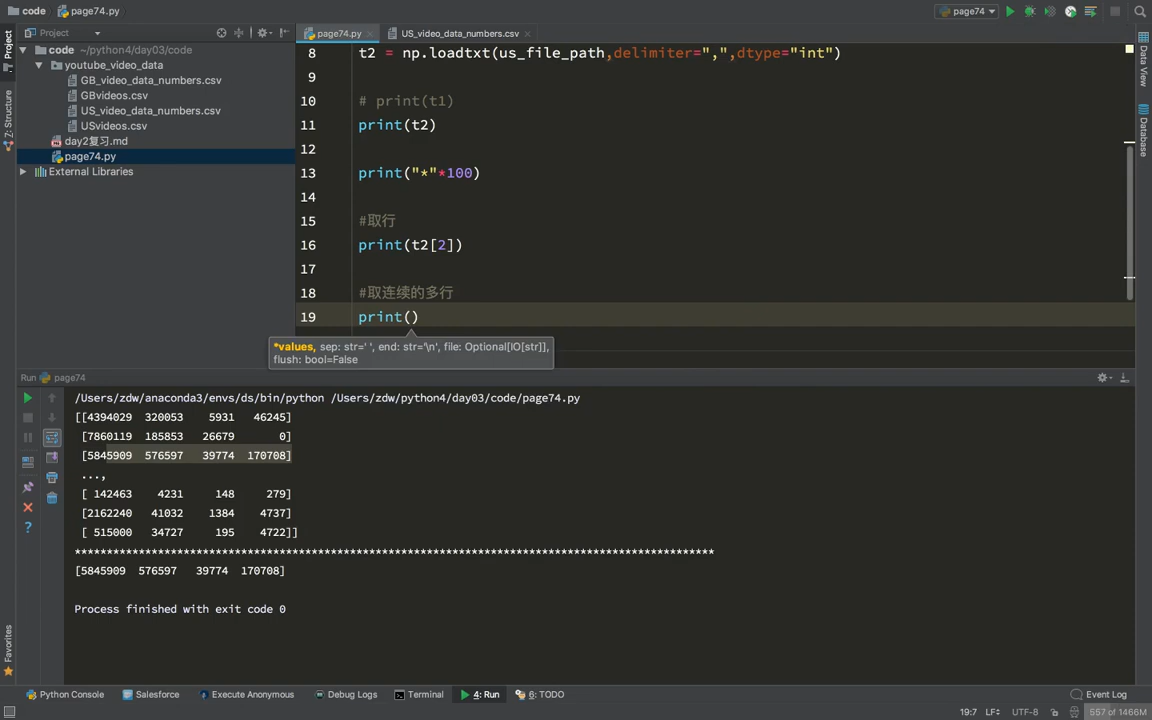 code
page74.py
page74
Project
page74.py
US_video_data_numbers.csv
code ~/python4/day03/code
youtube_video_data
GB_video_data_numbers.csv
GBvideos.csv
US_video_data_numbers.csv
USvideos.csv
day2复习.md
page74.py
External Libraries
Project
Z: Structure
Favorites
Data View
Database
8 t2 = np.loadtxt(us_file_path,delimiter=",",dtype="int")
9
10 # print(t1)
11 print(t2)
12
13 print("*"*100)
14
15 #取行
16 print(t2[2])
17
18 #取连续的多行
19 print()
*values, sep: str=' ', end: str='\n', file: Optional[IO[str]],
flush: bool=False
Run page74
/Users/zdw/anaconda3/envs/ds/bin/python /Users/zdw/python4/day03/code/page74.py
[[4394029 320053 5931 46245]
[7860119 185853 26679 0]
[5845909 576597 39774 170708]
...,
[ 142463 4231 148 279]
[2162240 41032 1384 4737]
[ 515000 34727 195 4722]]
****************************************************************************************************
[5845909 576597 39774 170708]
Process finished with exit code 0
Python Console
Salesforce
Execute Anonymous
Debug Logs
Terminal
4: Run
6: TODO
Event Log
19:7 LF÷ UTF-8 557 of 1466M